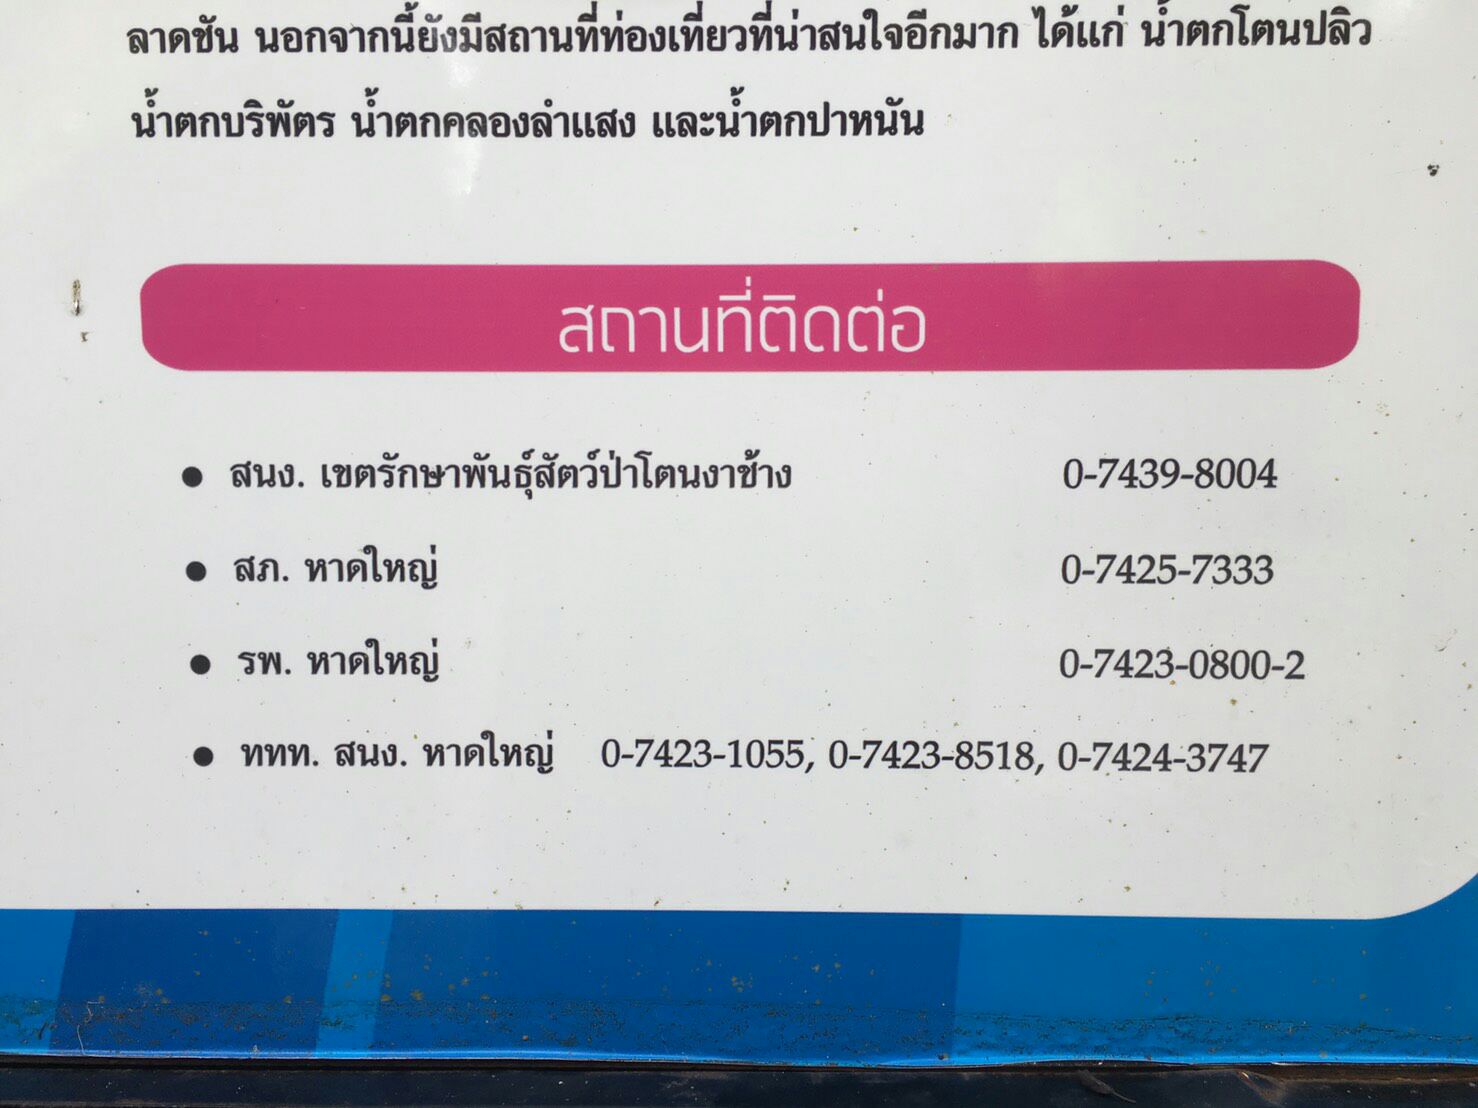 ลาดชัน นอกจากนี้ยังมีสถานที่ท่องเที่ยวที่น่าสนใจอีกมาก ได้แก่ น้ำตกโตนปลิว
น้ำตกบริพัตร น้ำตกคลองลำแสง และน้ำตกปาหนัน
สถานที่ติดต่อ
● สนง. เขตรักษาพันธุ์สัตว์ป่าโตนงาช้าง 0-7439-8004
● สภ. หาดใหญ่ 0-7425-7333
● รพ. หาดใหญ่ 0-7423-0800-2
● ททท. สนง. หาดใหญ่ 0-7423-1055, 0-7423-8518, 0-7424-3747